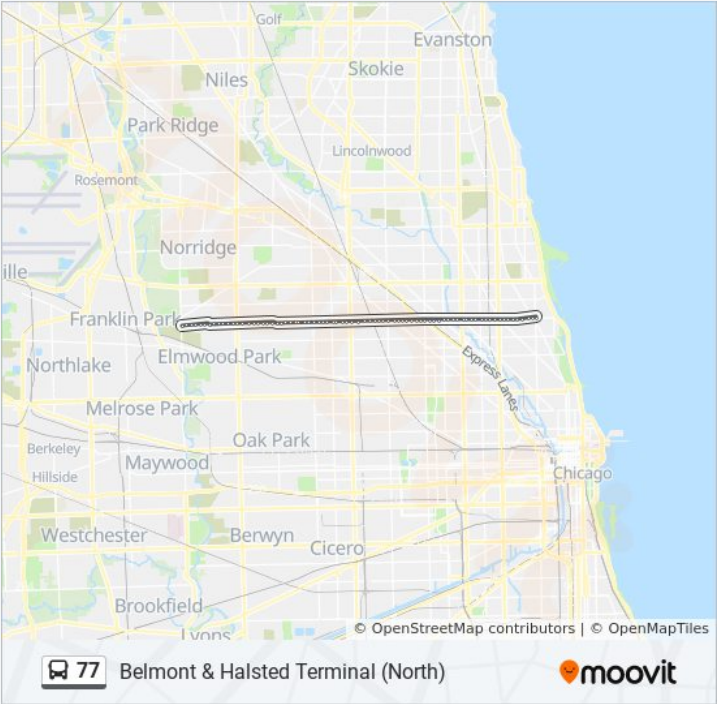 Golf
Evanston
Skokie
Niles
Park Ridge
Lincolnwood
Rosemont
Norridge
ille
Franklin Park
Elmwood Park
Northlake
Express Lanes
Melrose Park
Oak Park
Berkeley
Maywood
Hillside
Chicago
Westchester
Berwyn
Cicero
Brookfield
Lyons
© OpenStreetMap contributors | © OpenMapTiles
77 Belmont & Halsted Terminal (North) moovit